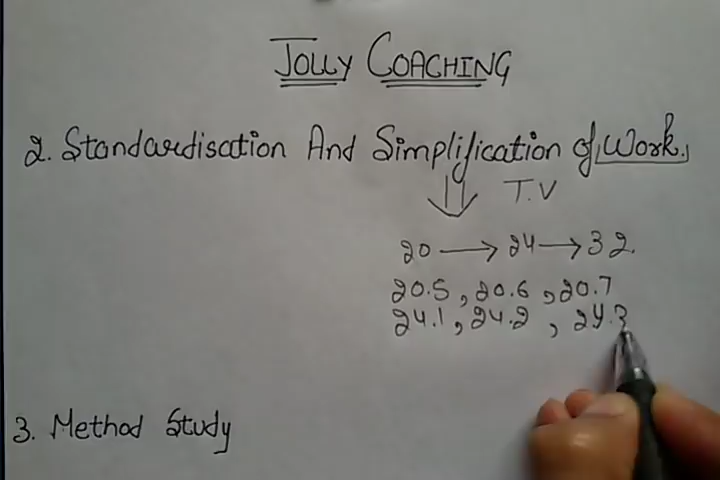 JOLLY COACHING
2. Standardisation And Simplification of Work.
T.V
20 → 24 → 32.
20.5, 20.6, 20.7
24.1, 24.2, 24.3
3. Method Study